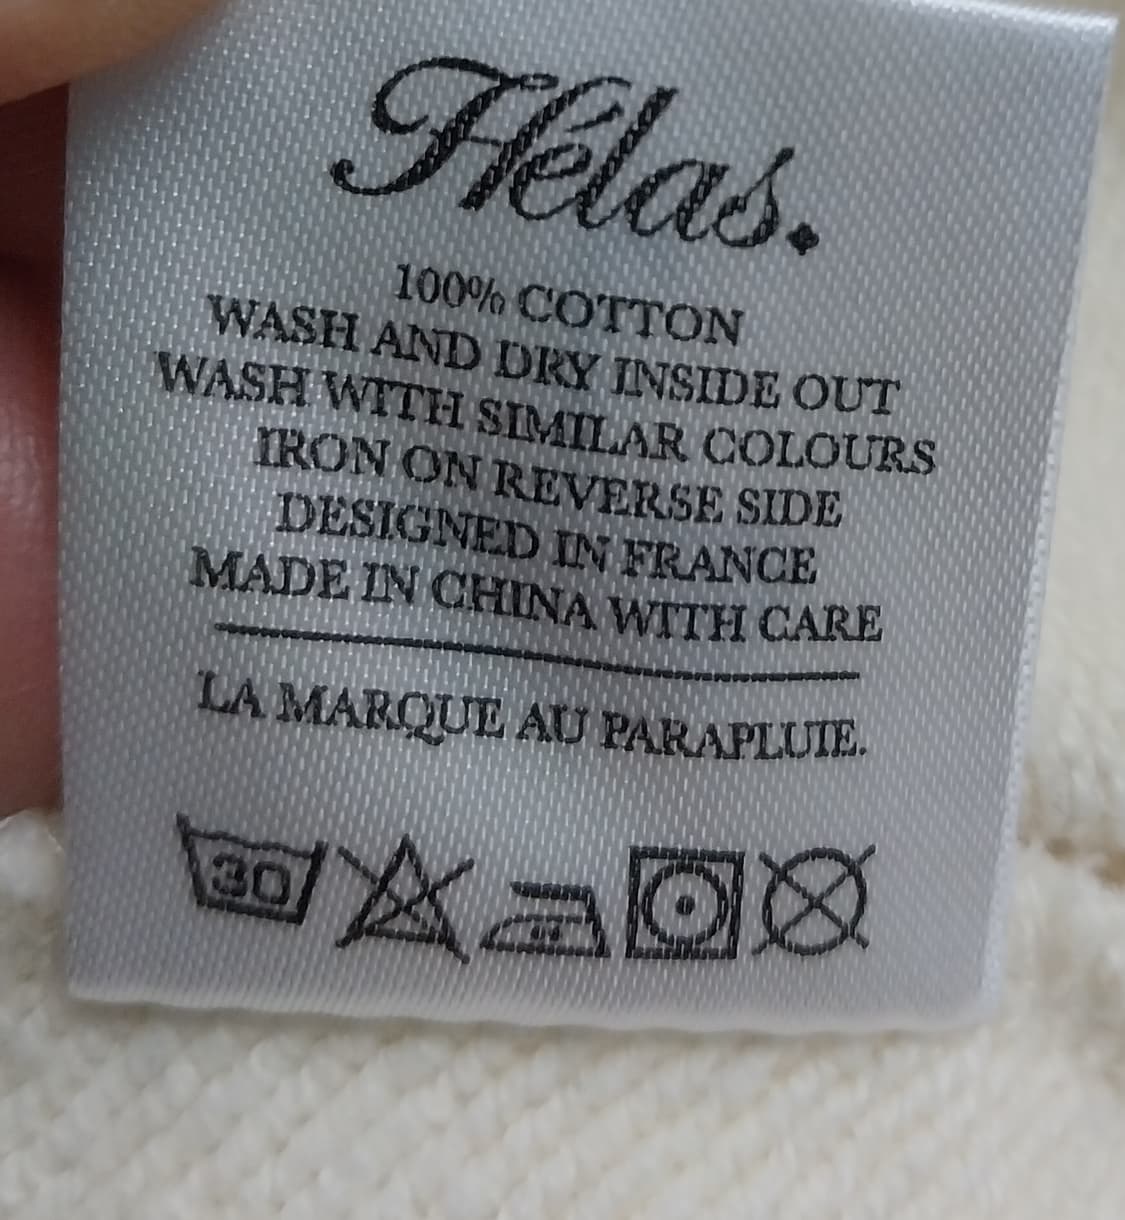 Hélas.
100% COTTON
WASH AND DRY INSIDE OUT
WASH WITH SIMILAR COLOURS
IRON ON REVERSE SIDE
DESIGNED IN FRANCE
MADE IN CHINA WITH CARE
LA MARQUE AU PARAPLUIE.
30